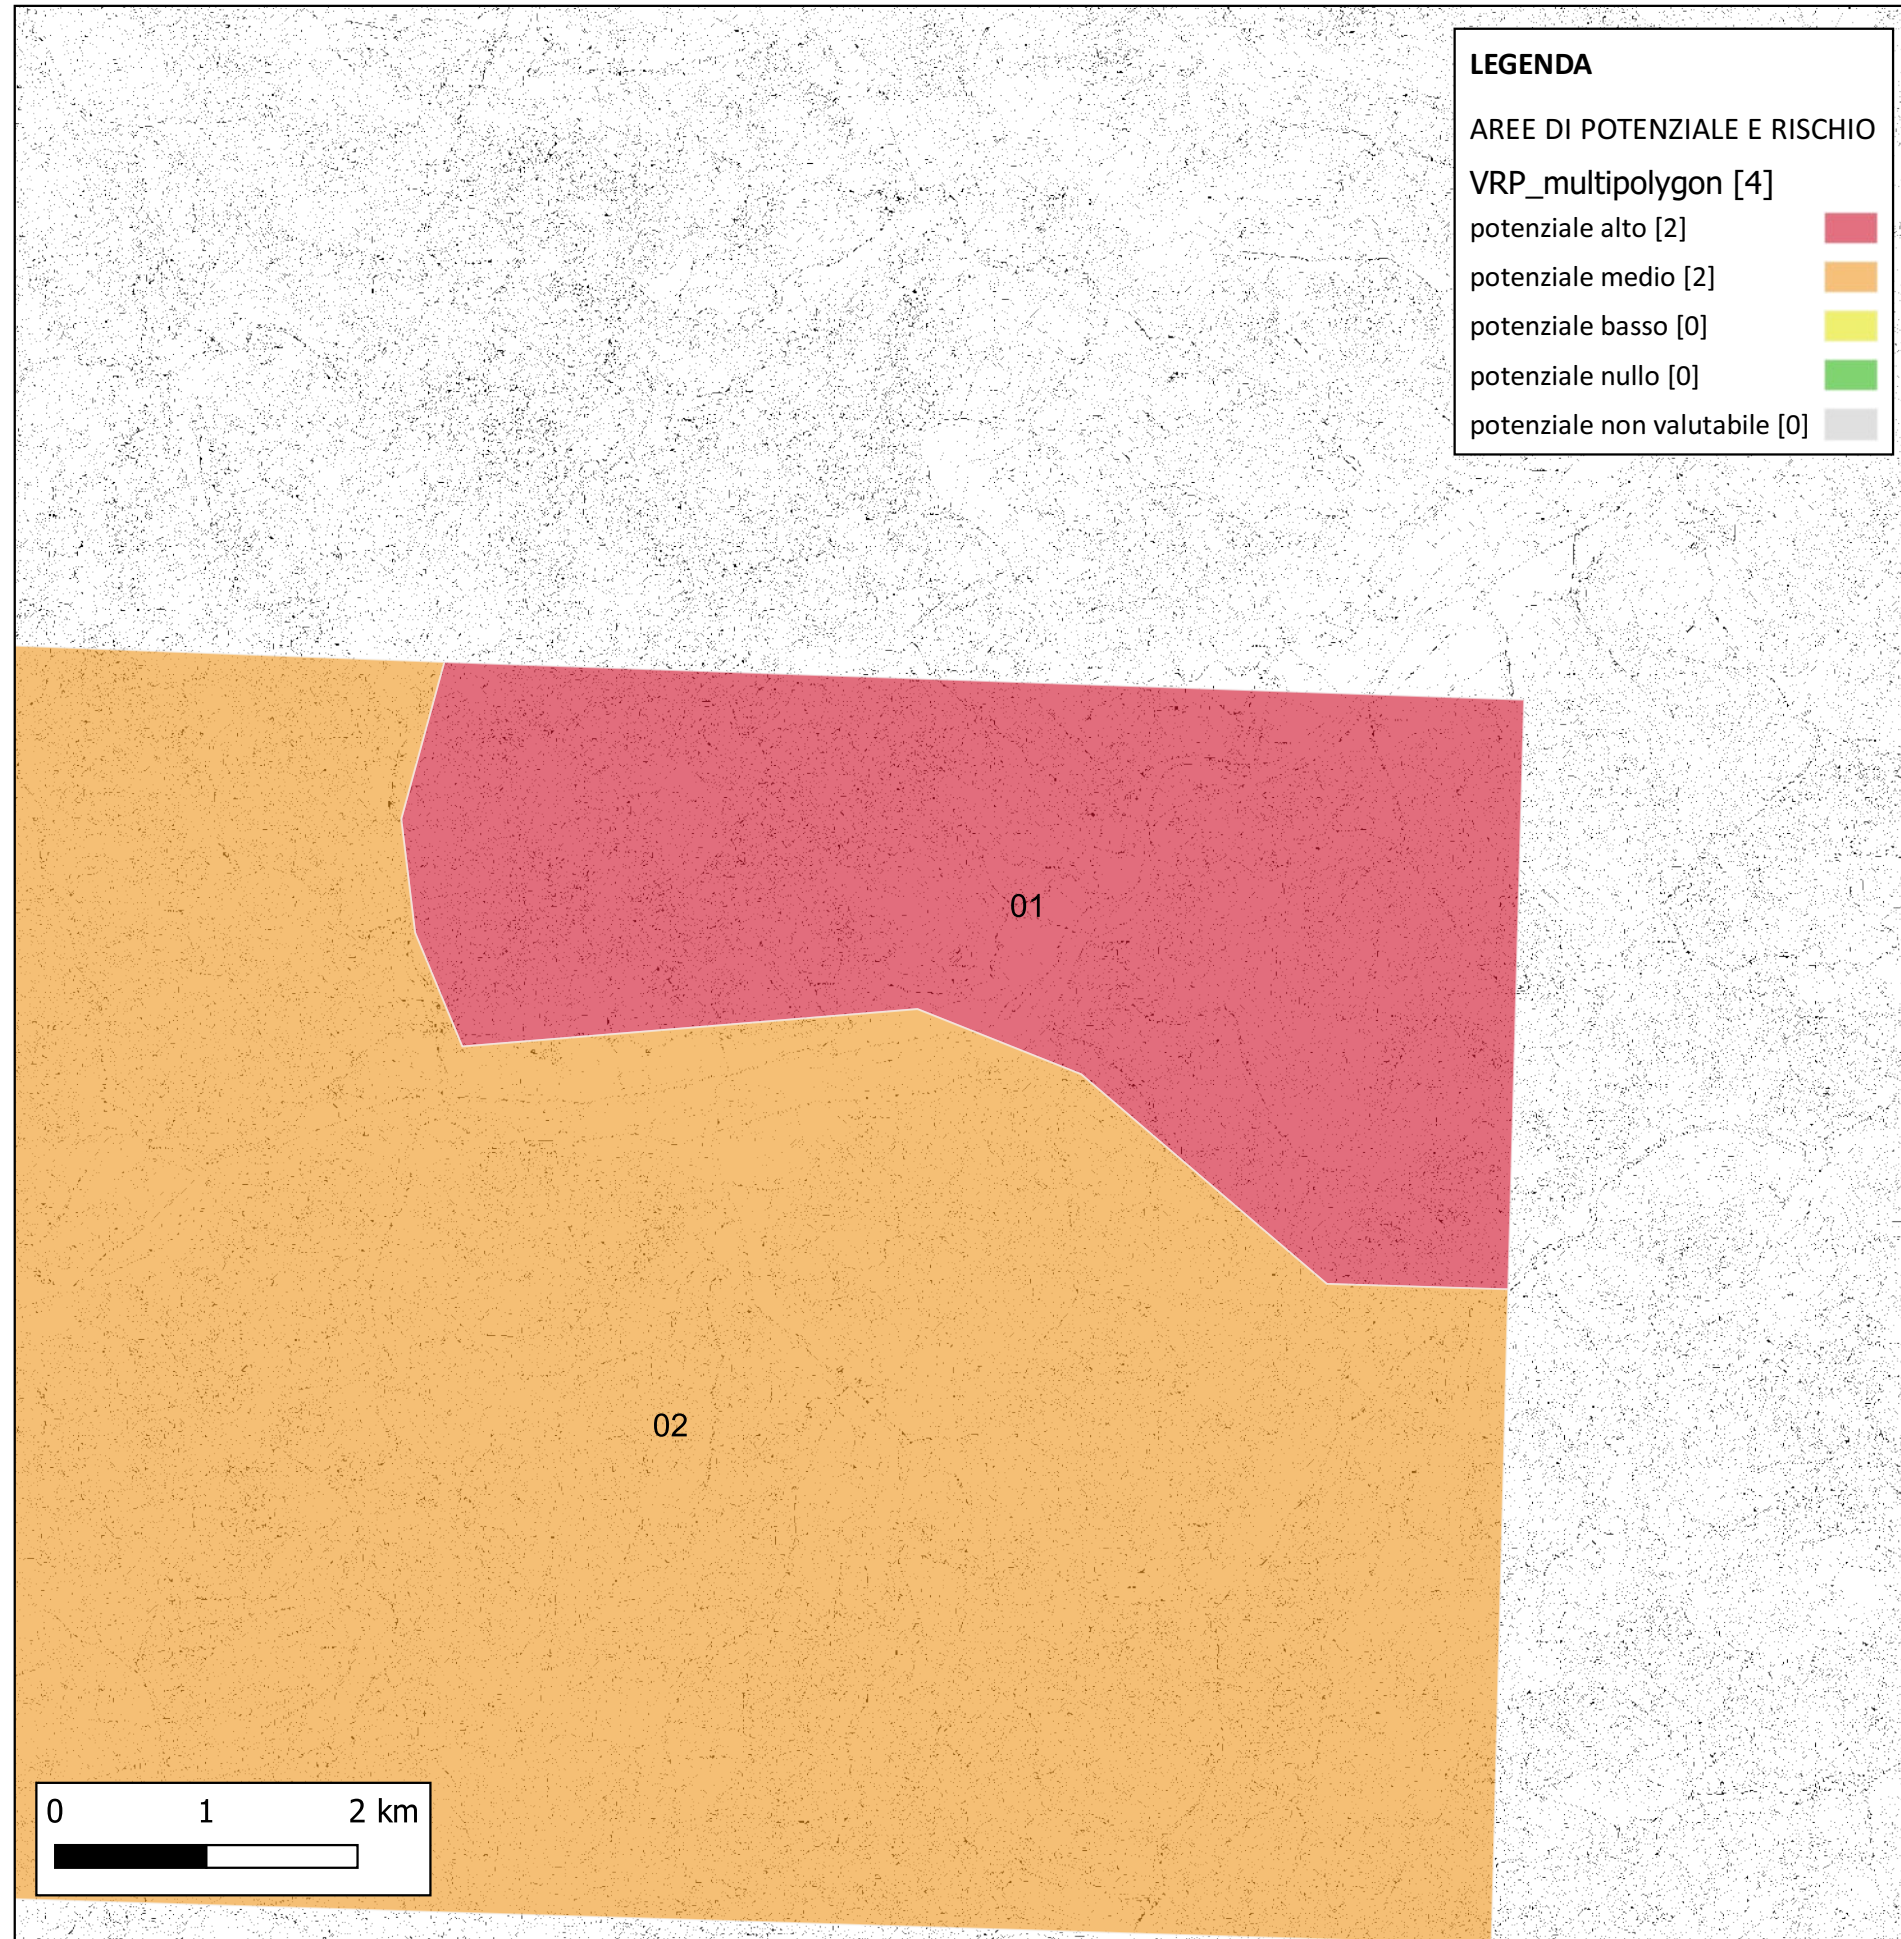 LEGENDA
AREE DI POTENZIALE E RISCHIO
VRP_multipolygon [4]
potenziale alto [2]
potenziale medio [2]
potenziale basso [0]
potenziale nullo [0]
potenziale non valutabile [0]
01
02
0 1 2 km